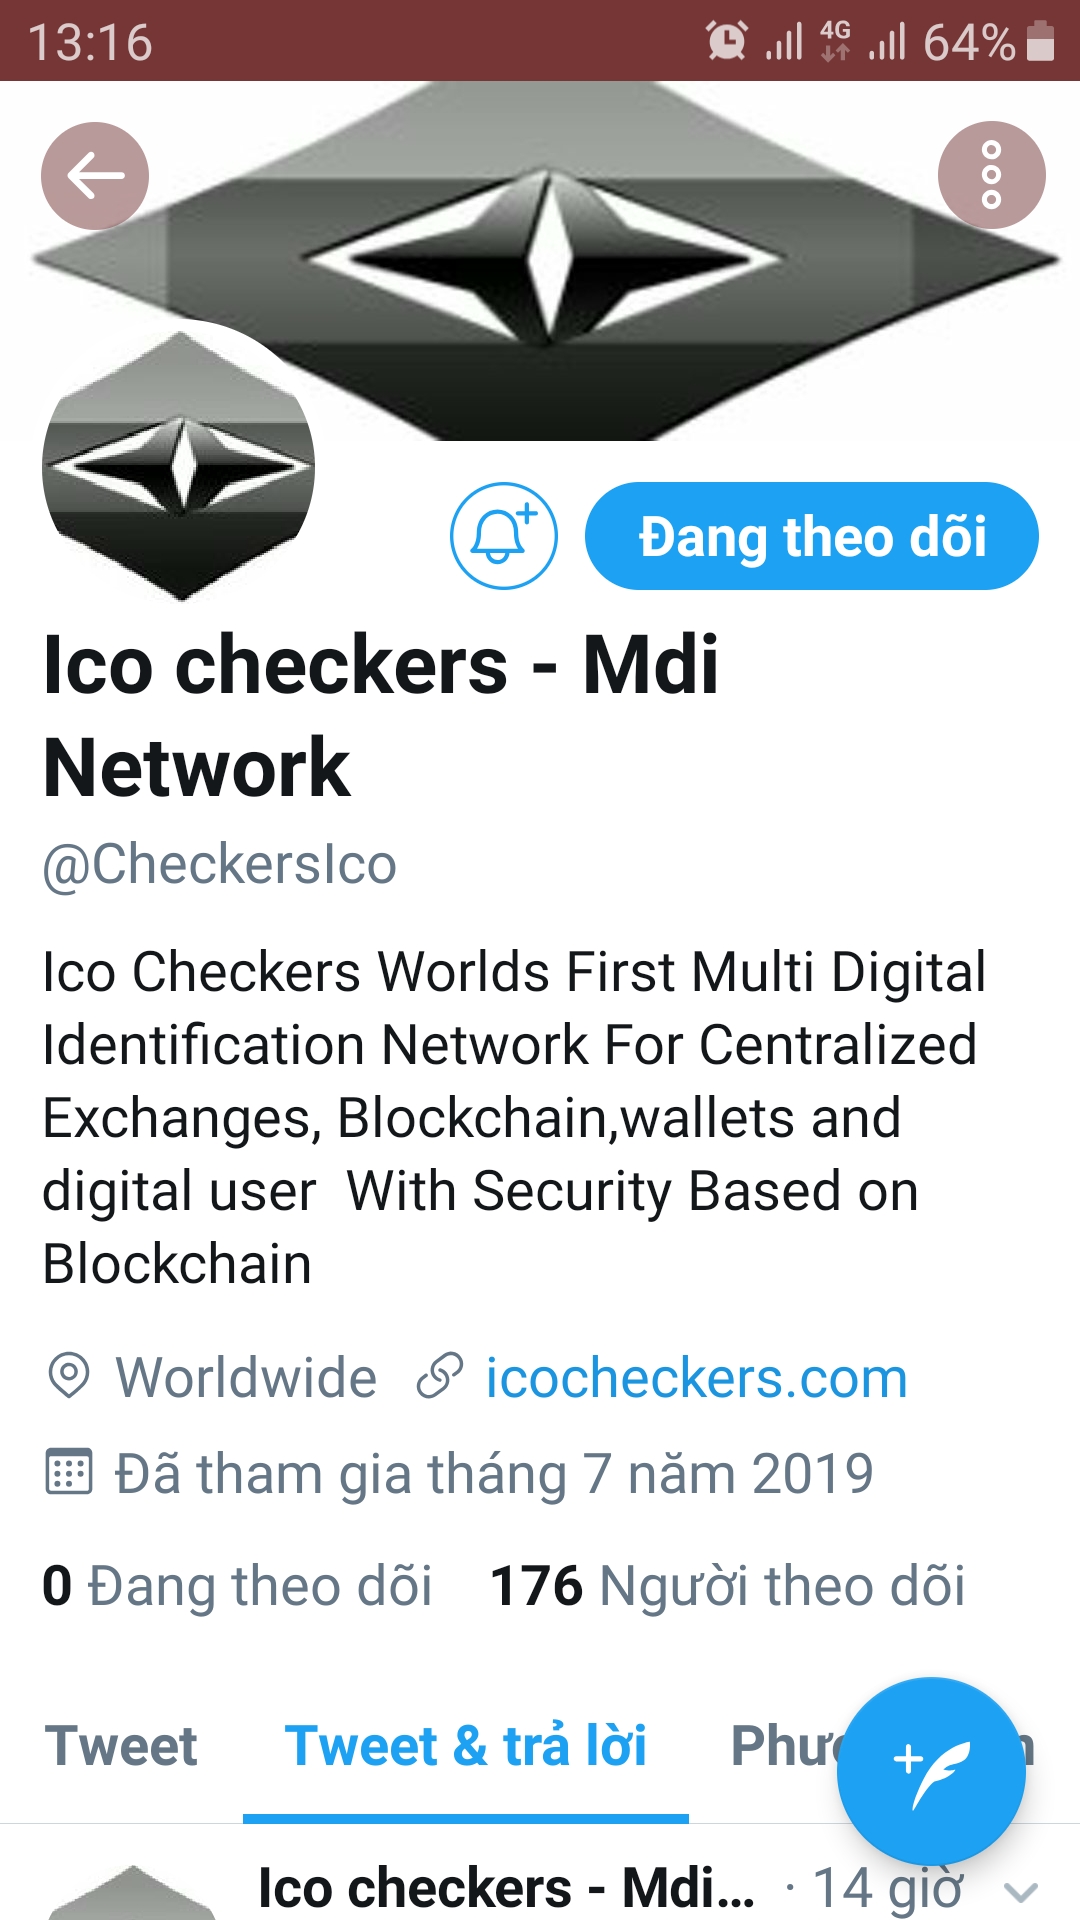 13:16 4G 64%
Đang theo dõi
Ico checkers - Mdi
Network
@CheckersIco
Ico Checkers Worlds First Multi Digital
Identification Network For Centralized
Exchanges, Blockchain,wallets and
digital user  With Security Based on
Blockchain
Worldwide icocheckers.com
Đã tham gia tháng 7 năm 2019
0 Đang theo dõi 176 Người theo dõi
Tweet Tweet & trả lời
Ico checkers - Mdi... · 14 giờ